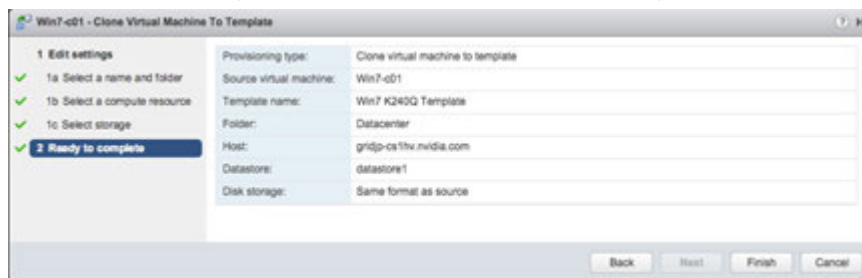 Win7-c01 - Clone Virtual Machine To Template
1 Edit settings
1a Select a name and folder
1b Select a compute resource
1c Select storage
2 Ready to complete
Provisioning type: Clone virtual machine to template
Source virtual machine: Win7-c01
Template name: Win7 K240Q Template
Folder: Datacenter
Host: gridjp-cs1hv.nvidia.com
Datastore: datastore1
Disk storage: Same format as source
Back Next Finish Cancel